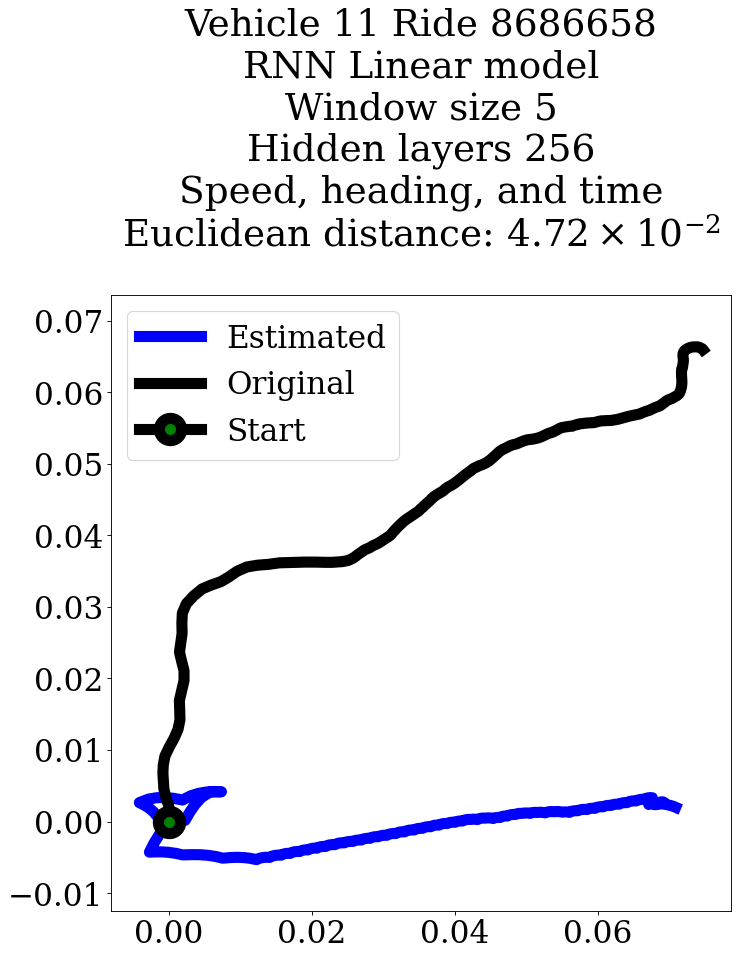 Vehicle 11 Ride 8686658
RNN Linear model
Window size 5
Hidden layers 256
Speed, heading, and time
Euclidean distance: 4.72 × 10⁻²
Estimated
Original
Start
0.07
0.06
0.05
0.04
0.03
0.02
0.01
0.00
−0.01
0.00 0.02 0.04 0.06